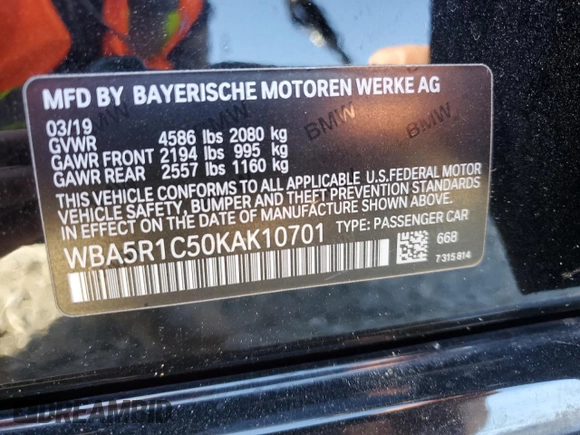 MFD BY BAYERISCHE MOTOREN WERKE AG
03/19
GVWR 4586 lbs 2080 kg
GAWR FRONT 2194 lbs 995 kg
GAWR REAR 2557 lbs 1160 kg
THIS VEHICLE CONFORMS TO ALL APPLICABLE U.S.FEDERAL MOTOR
VEHICLE SAFETY, BUMPER AND THEFT PREVENTION STANDARDS
IN EFFECT ON THE DATE OF MANUFACTURE SHOWN ABOVE.
WBA5R1C50KAK10701 TYPE: PASSENGER CAR
668
7315814
BMW
BMW
BMW